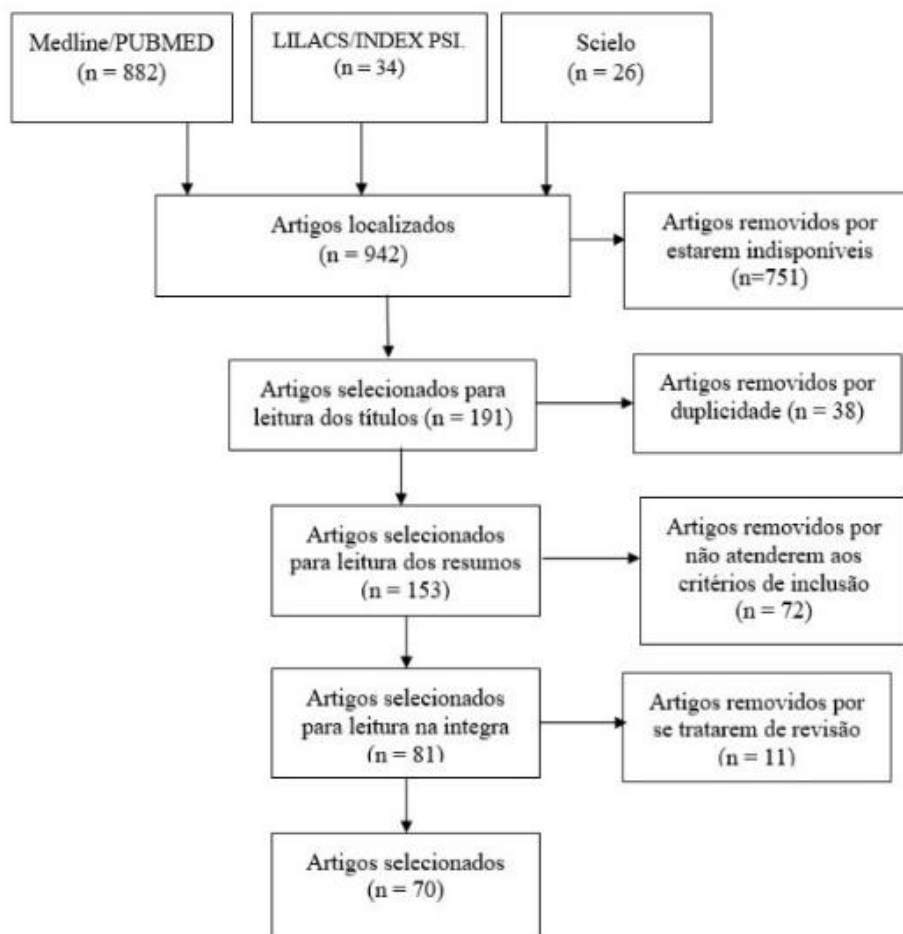 Medline/PUBMED
(n = 882)
LILACS/INDEX PSI.
(n = 34)
Scielo
(n = 26)
Artigos localizados
(n = 942)
Artigos removidos por
estarem indisponíveis
(n=751)
Artigos selecionados para
leitura dos títulos (n = 191)
Artigos removidos por
duplicidade (n = 38)
Artigos selecionados
para leitura dos resumos
(n = 153)
Artigos removidos por
não atenderem aos
critérios de inclusão
(n = 72)
Artigos selecionados
para leitura na integra
(n = 81)
Artigos removidos por
se tratarem de revisão
(n = 11)
Artigos selecionados
(n = 70)